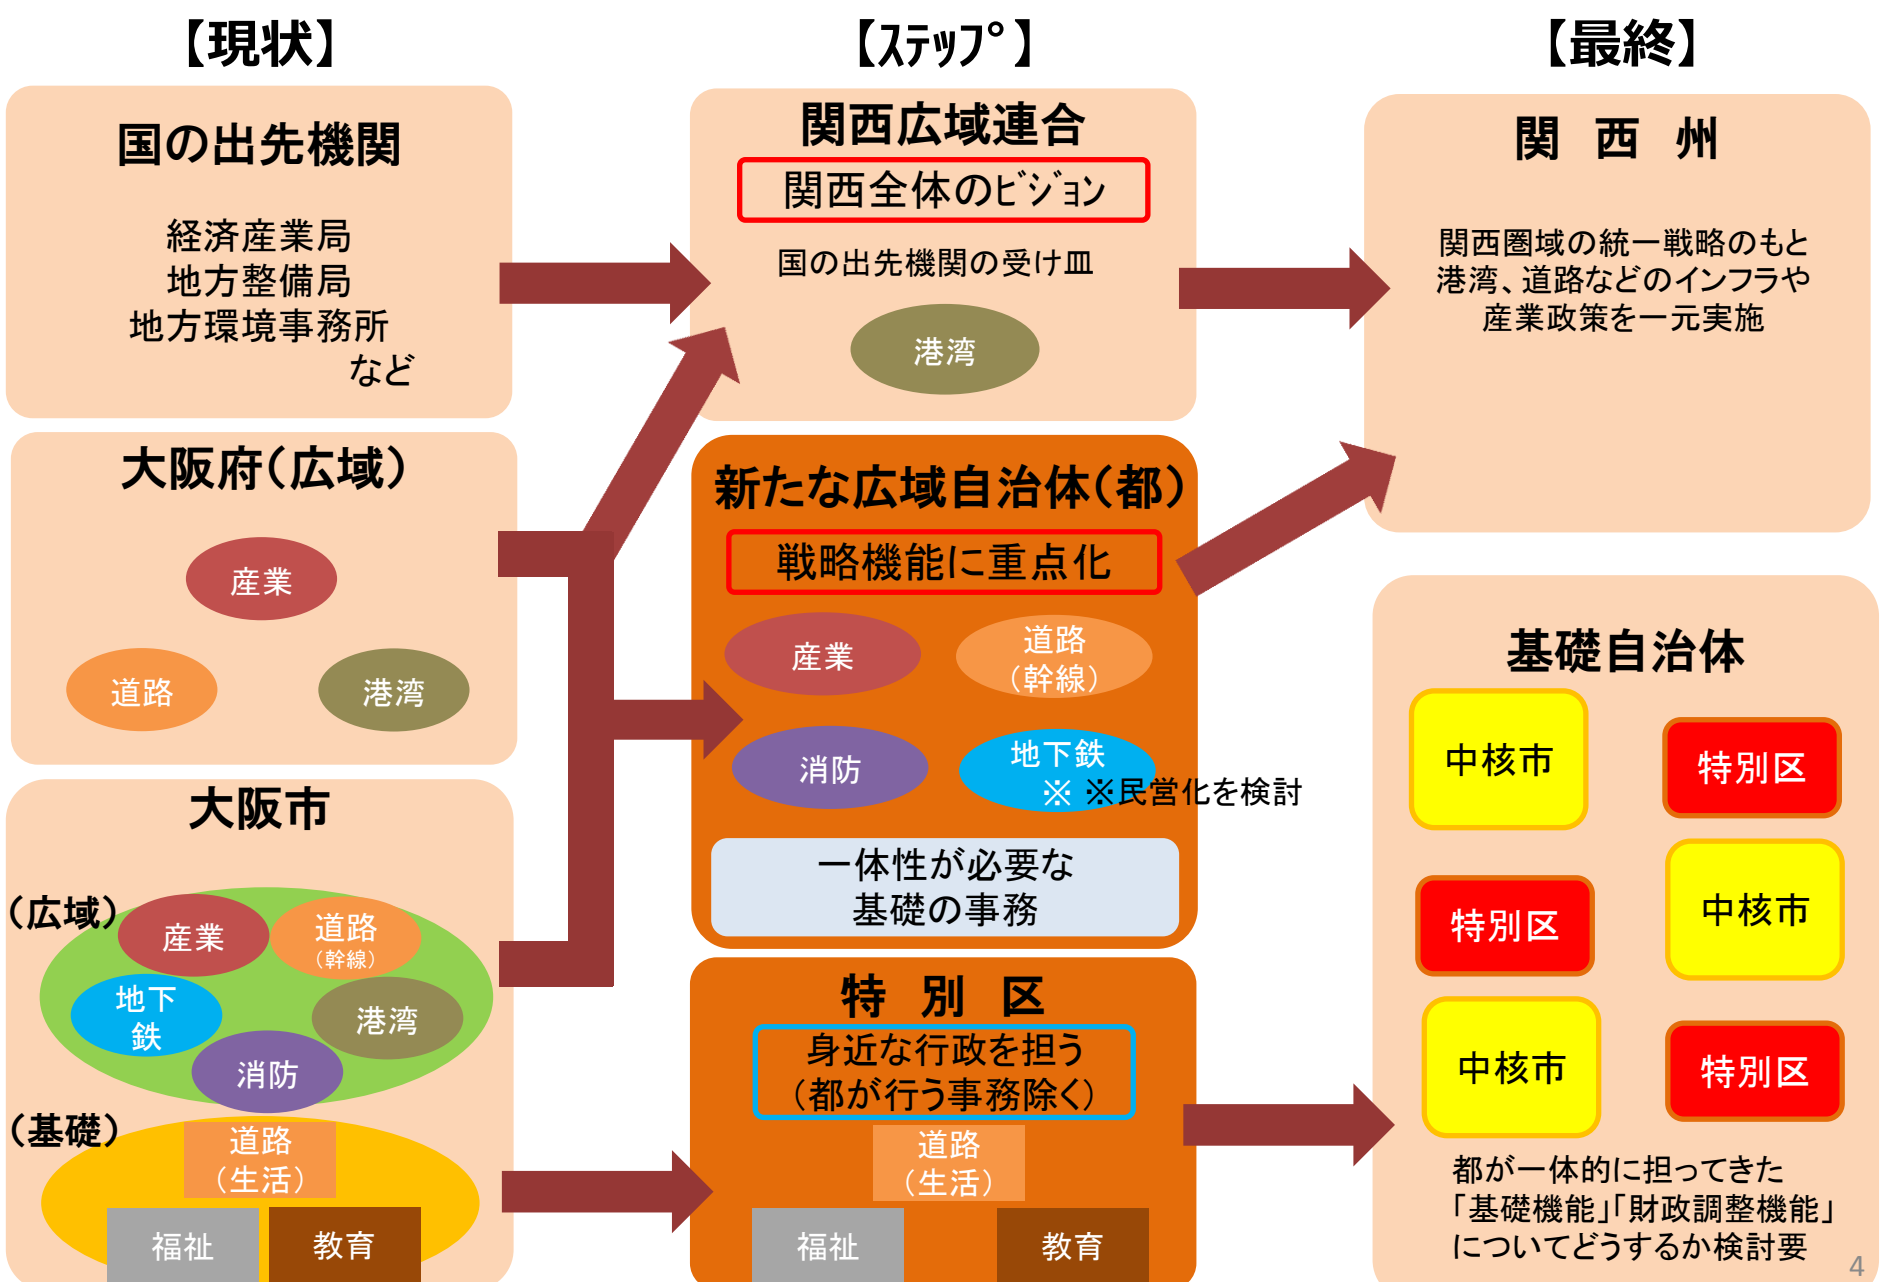 【現状】
国の出先機関
経済産業局
地方整備局
地方環境事務所
など
大阪府（広域）
産業
道路
港湾
大阪市
（広域）
産業
道路
（幹線）
地下
鉄
港湾
消防
（基礎）
道路
（生活）
福祉
教育
【ｽﾃｯﾌﾟ】
関西広域連合
関西全体のﾋﾞｼﾞｮﾝ
国の出先機関の受け皿
港湾
新たな広域自治体（都）
戦略機能に重点化
産業
道路
（幹線）
消防
地下鉄
※ ※民営化を検討
一体性が必要な
基礎の事務
特　別　区
身近な行政を担う
（都が行う事務除く）
道路
（生活）
福祉
教育
【最終】
関　西　州
関西圏域の統一戦略のもと
港湾、道路などのインフラや
産業政策を一元実施
基礎自治体
中核市
特別区
特別区
中核市
中核市
特別区
都が一体的に担ってきた
「基礎機能」「財政調整機能」
についてどうするか検討要
4